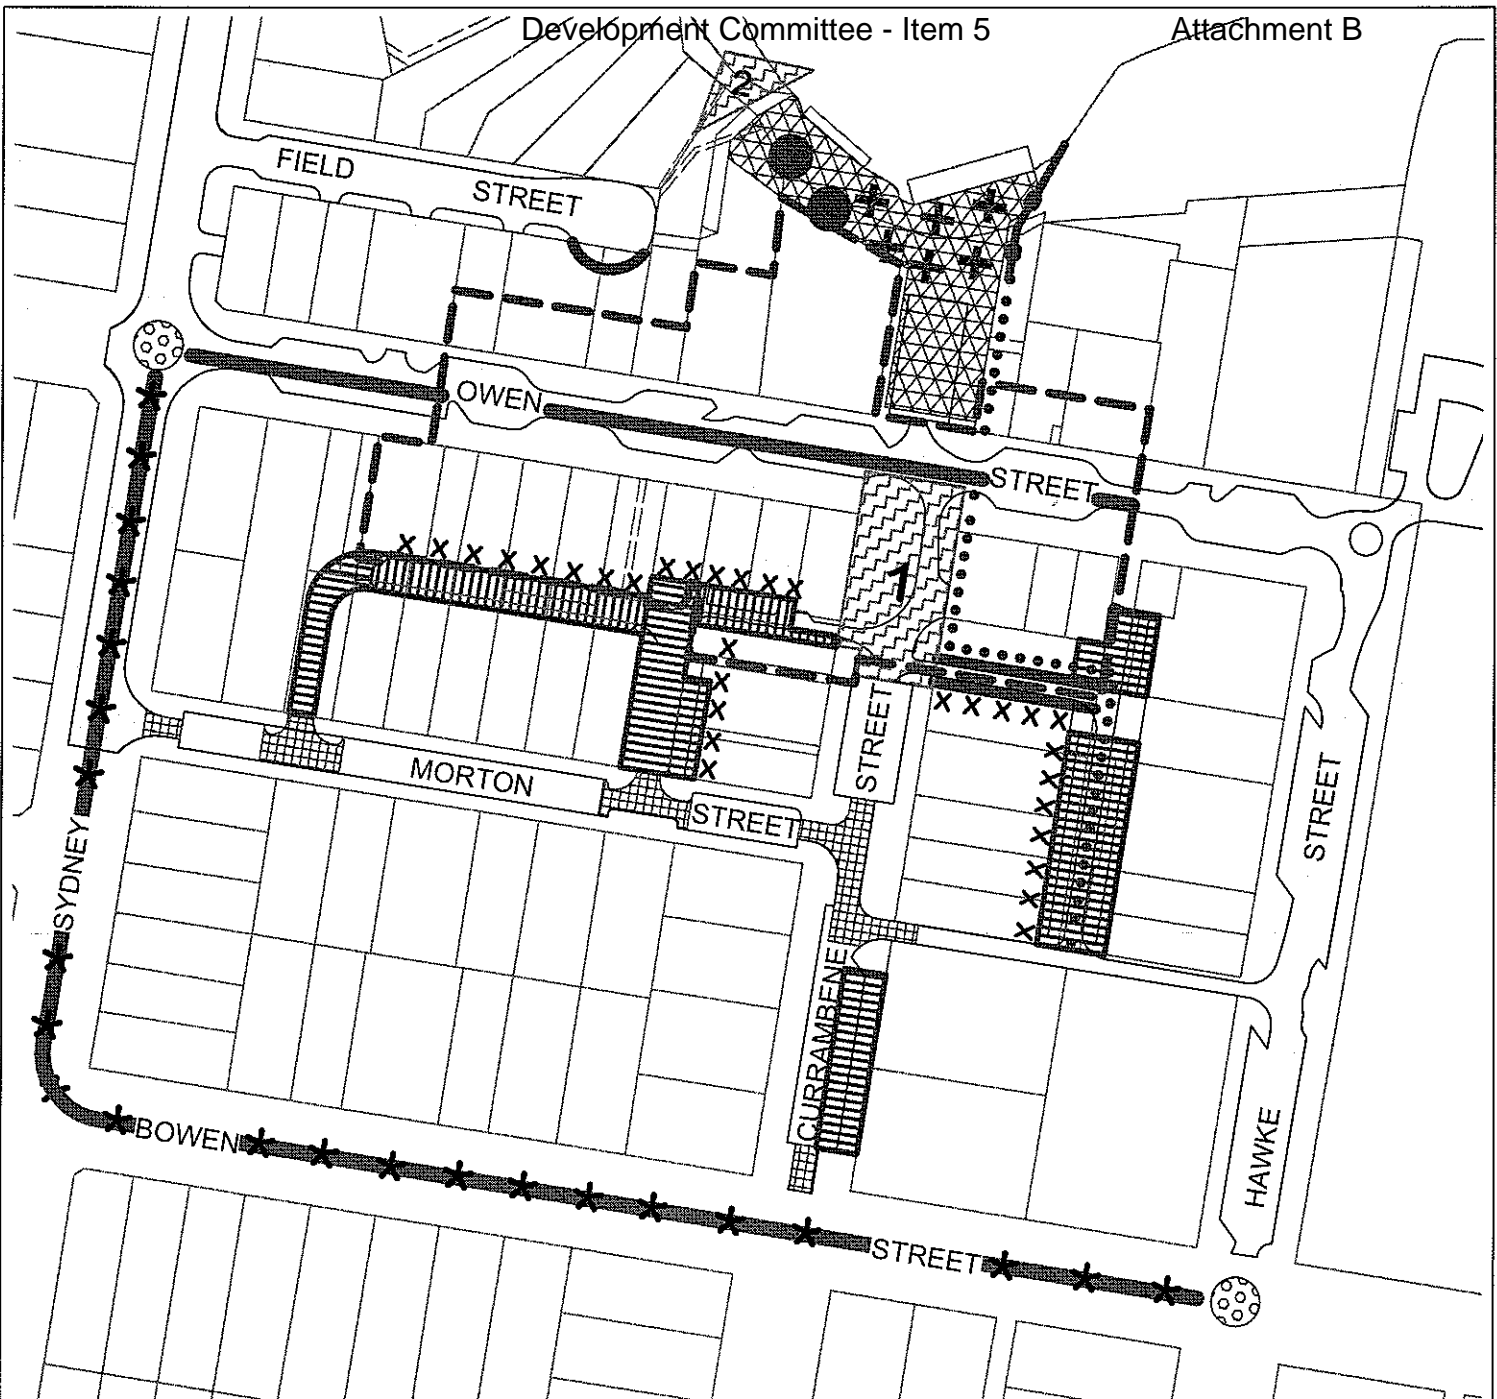 Development Committee - Item 5 Attachment B
2
FIELD
STREET
OWEN
STREET
1
STREET
MORTON
STREET
STREET
SYDNEY
CURRAMBENE
BOWEN
HAWKE
STREET